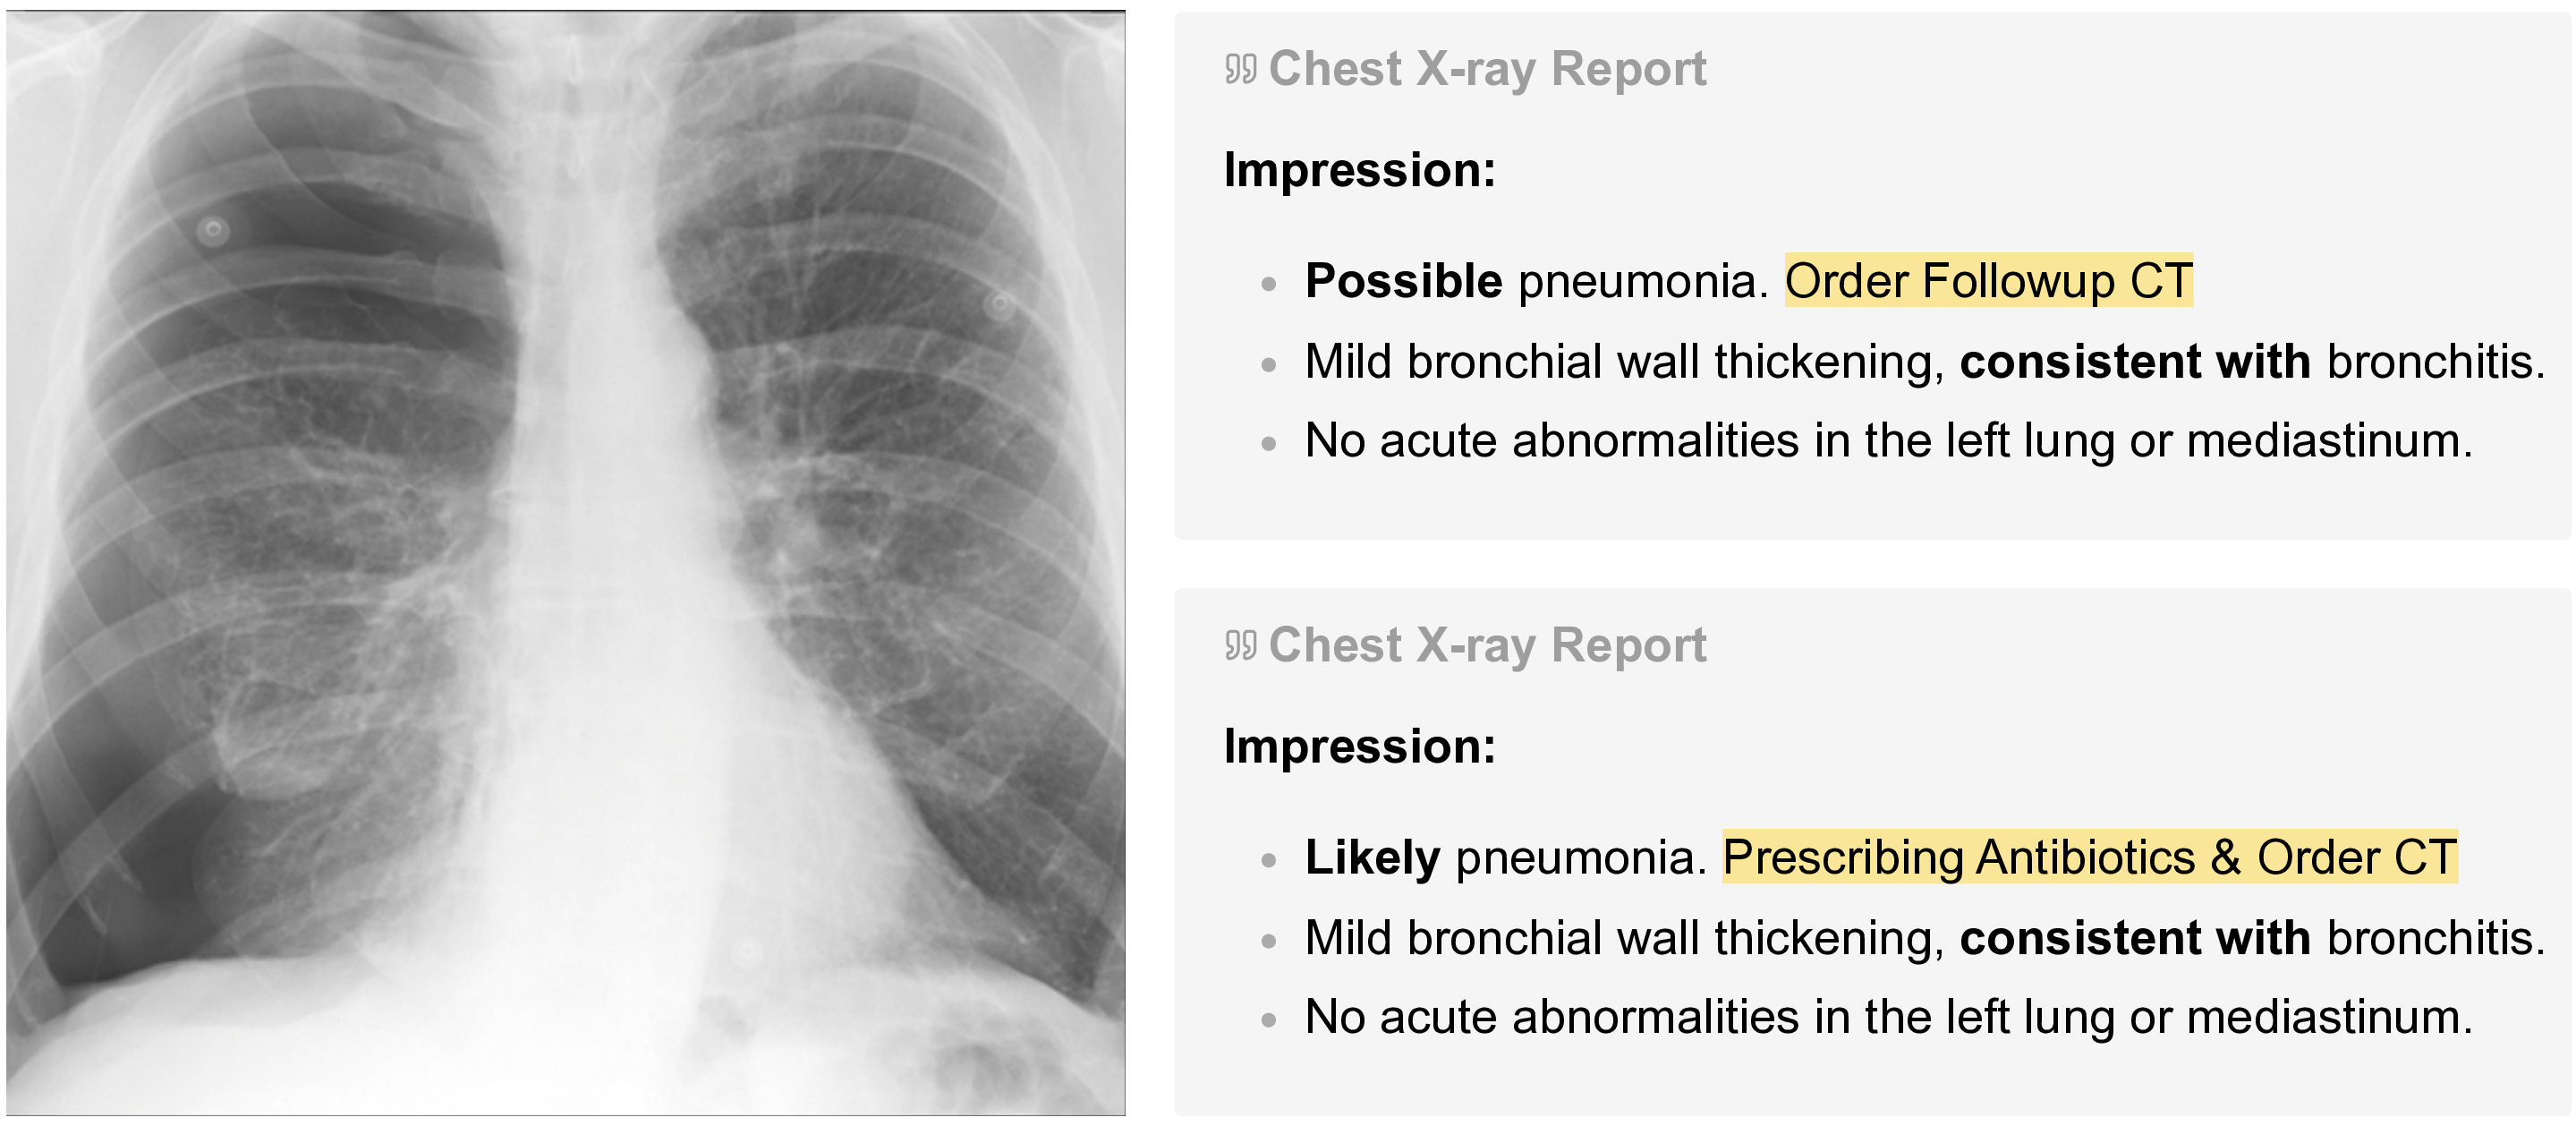 Chest X-ray Report
Impression:
• Possible pneumonia. Order Followup CT
• Mild bronchial wall thickening, consistent with bronchitis.
• No acute abnormalities in the left lung or mediastinum.
Chest X-ray Report
Impression:
• Likely pneumonia. Prescribing Antibiotics & Order CT
• Mild bronchial wall thickening, consistent with bronchitis.
• No acute abnormalities in the left lung or mediastinum.